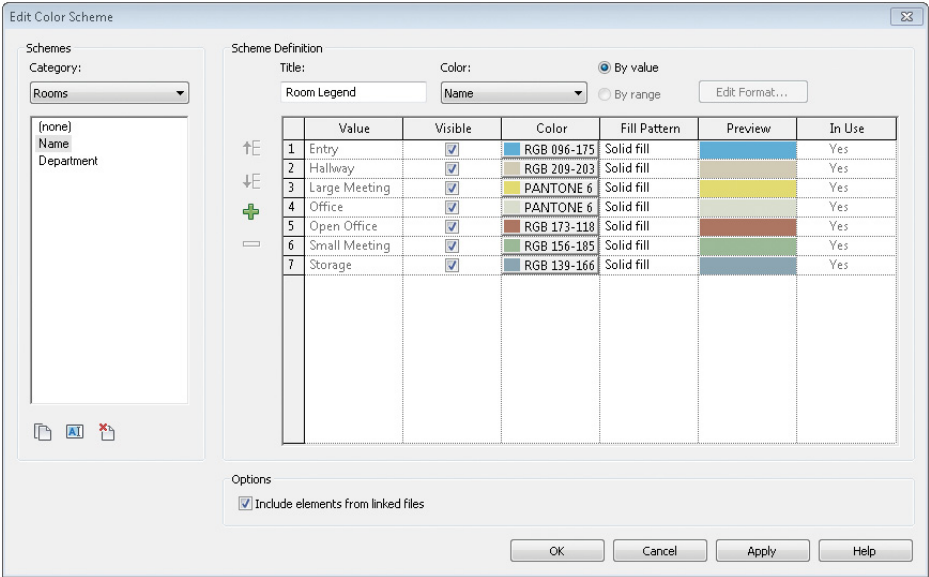 Edit Color Scheme
Schemes
Category:
Rooms
(none)
Name
Department
Scheme Definition
Title:
Room Legend
Color:
Name
By value
By range
Edit Format...
Value Visible Color Fill Pattern Preview In Use
1 Entry RGB 096-175 Solid fill Yes
2 Hallway RGB 209-203 Solid fill Yes
3 Large Meeting PANTONE 6 Solid fill Yes
4 Office PANTONE 6 Solid fill Yes
5 Open Office RGB 173-118 Solid fill Yes
6 Small Meeting RGB 156-185 Solid fill Yes
7 Storage RGB 139-166 Solid fill Yes
Options
Include elements from linked files
OK Cancel Apply Help